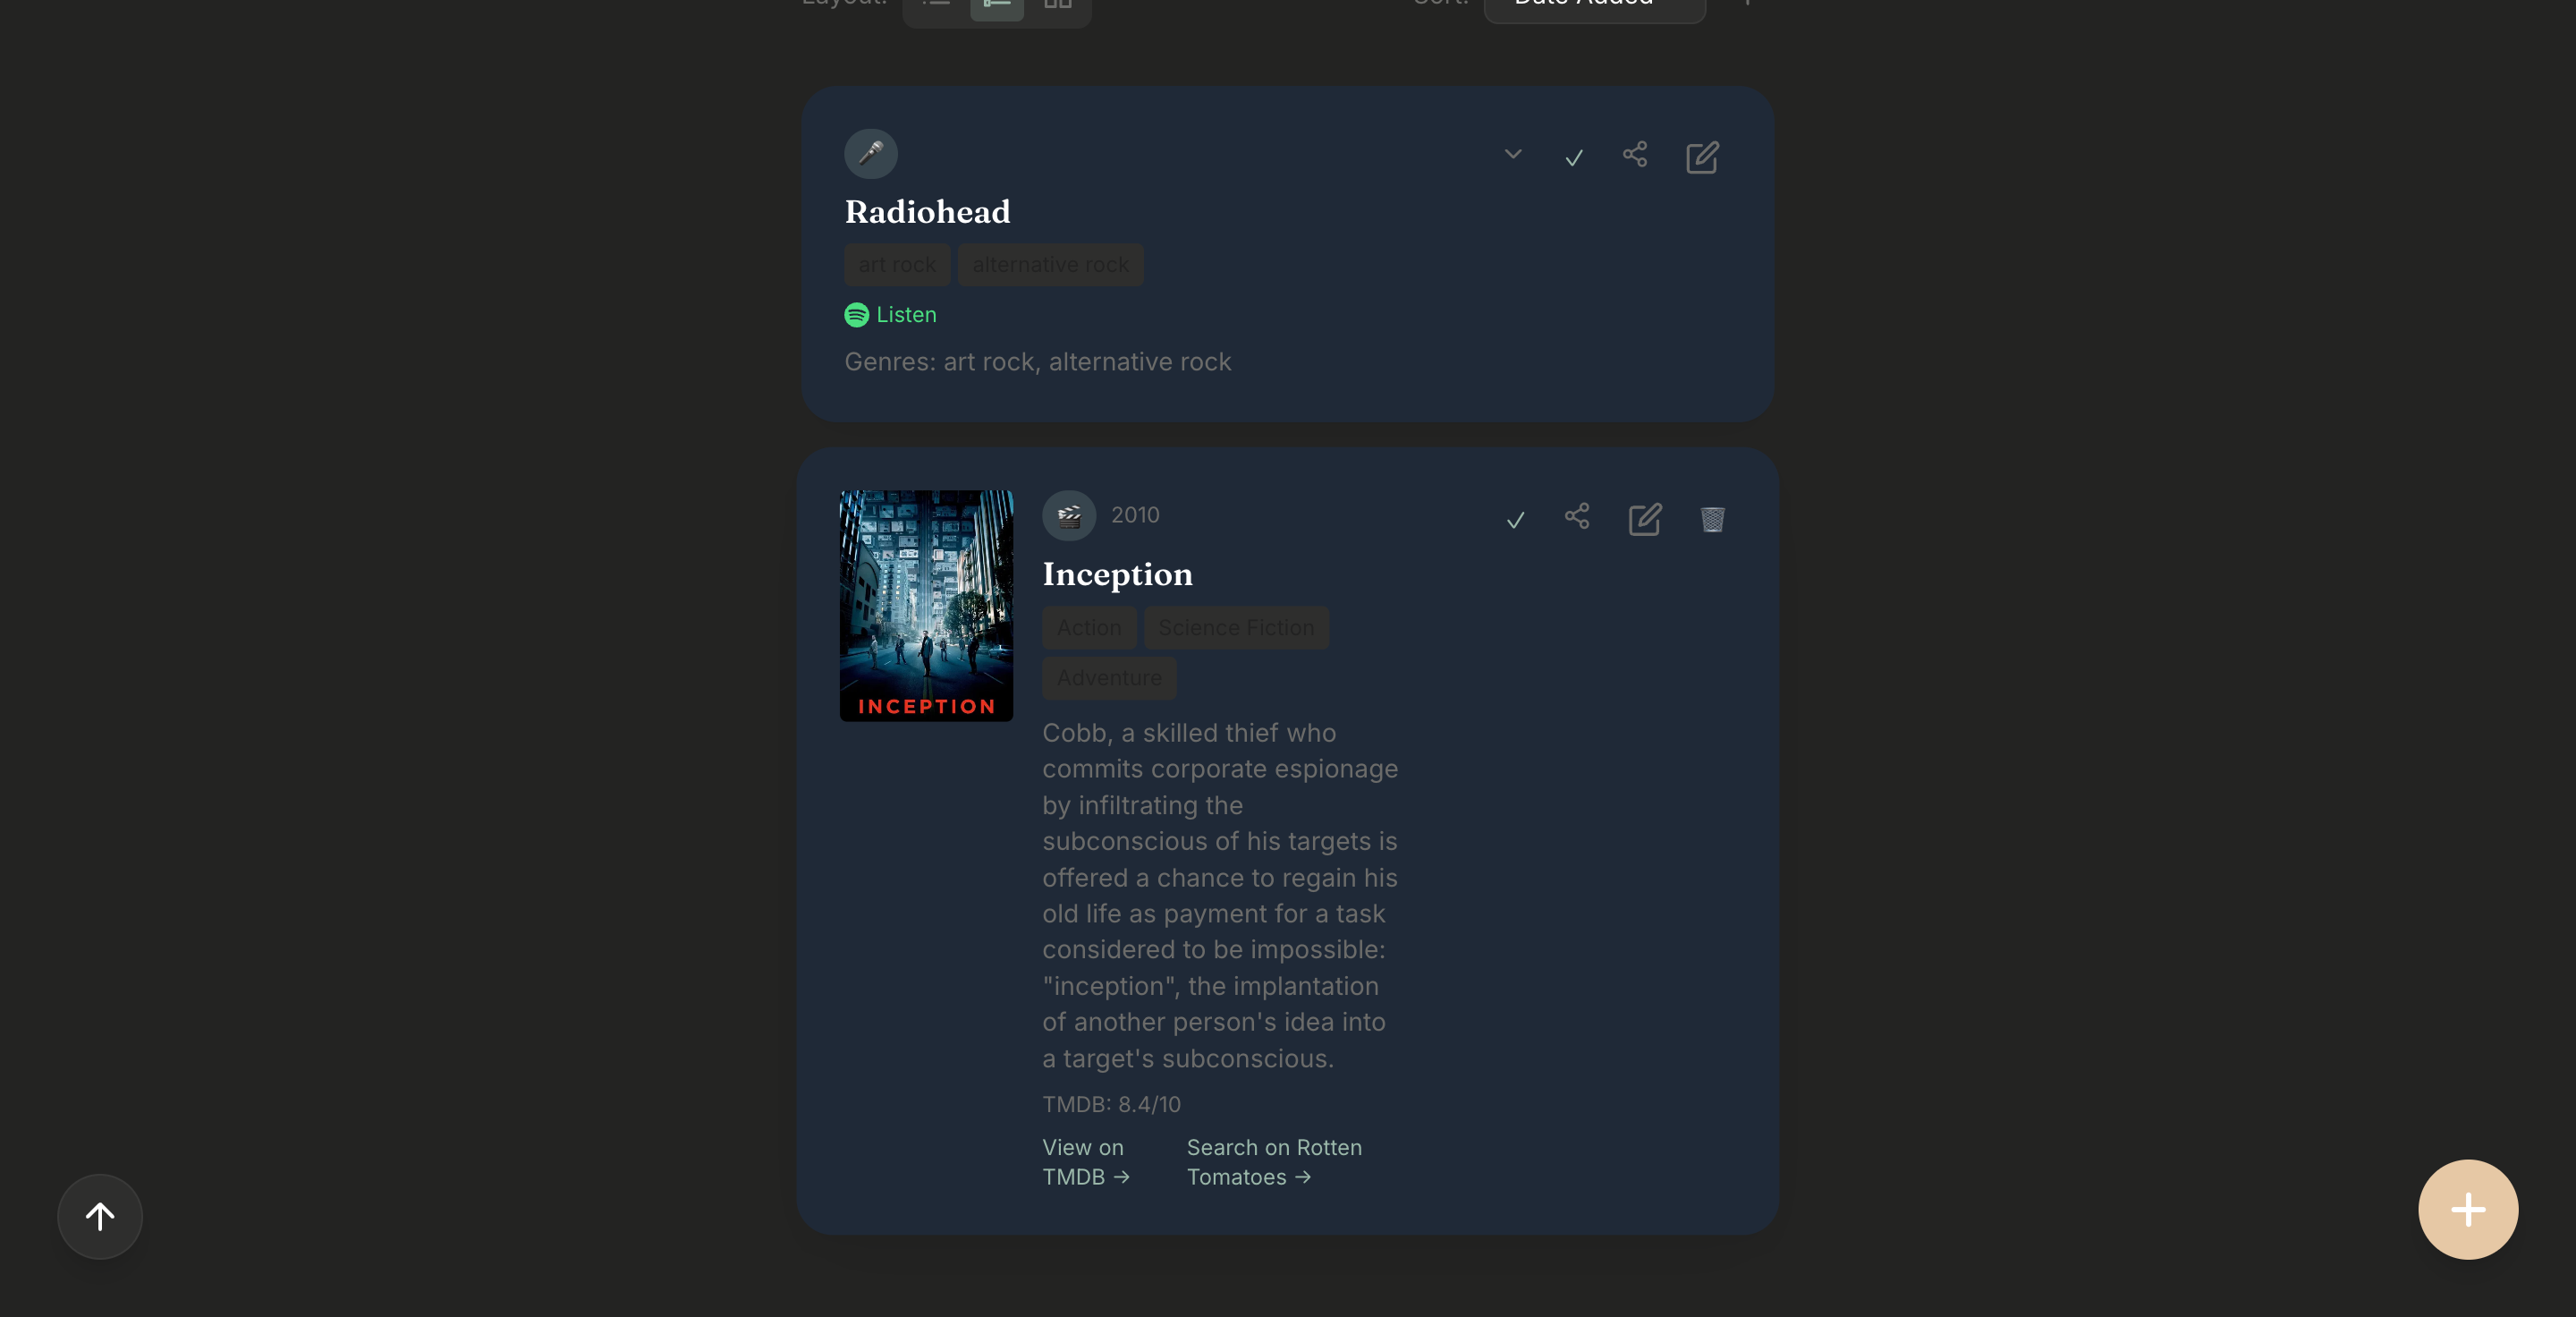 Layout:
Sort: Date Added
Radiohead
art rock alternative rock
Listen
Genres: art rock, alternative rock
2010
Inception
Action Science Fiction
Adventure
INCEPTION
Cobb, a skilled thief who
commits corporate espionage
by infiltrating the
subconscious of his targets is
offered a chance to regain his
old life as payment for a task
considered to be impossible:
"inception", the implantation
of another person's idea into
a target's subconscious.
TMDB: 8.4/10
View on
TMDB →
Search on Rotten
Tomatoes →